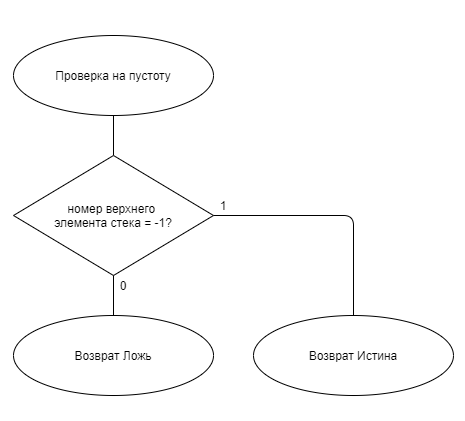 Проверка на пустоту
номер верхнего
элемента стека = -1?
1
0
Возврат Ложь
Возврат Истина